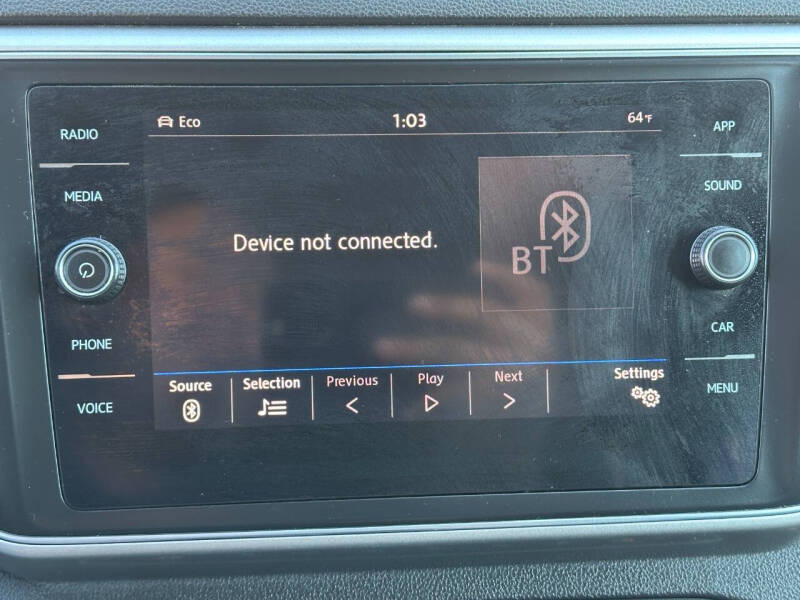 RADIO
MEDIA
PHONE
VOICE
Eco 1:03 64°F
Device not connected.
BT
Source Selection Previous Play Next Settings
APP
SOUND
CAR
MENU